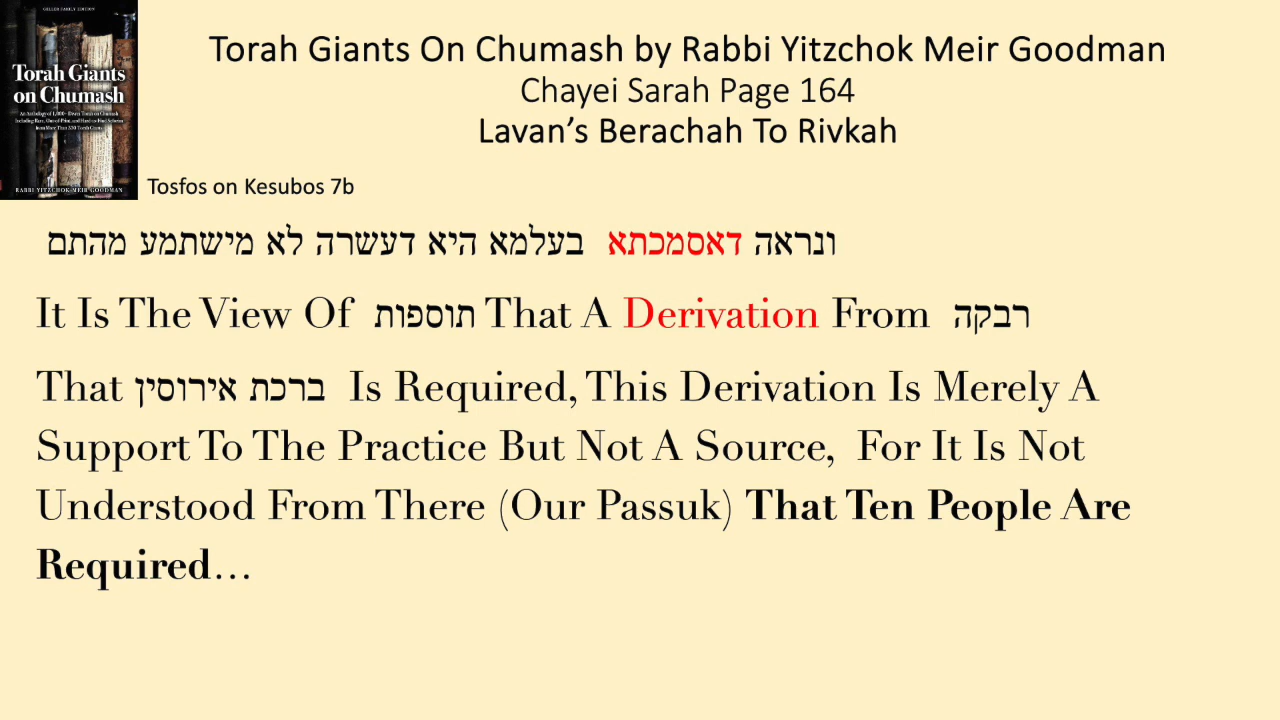 GELLER FAMILY EDITION
Torah Giants
on Chumash
RABBI YITZCHOK MEIR GOODMAN
Torah Giants On Chumash by Rabbi Yitzchok Meir Goodman
Chayei Sarah Page 164
Lavan’s Berachah To Rivkah
Tosfos on Kesubos 7b
ונראה דאסמכתא בעלמא היא דעשרה לא מישתמע מהתם
It Is The View Of תוספות That A Derivation From רבקה
That ברכת אירוסין Is Required, This Derivation Is Merely A
Support To The Practice But Not A Source, For It Is Not
Understood From There (Our Passuk) That Ten People Are
Required…